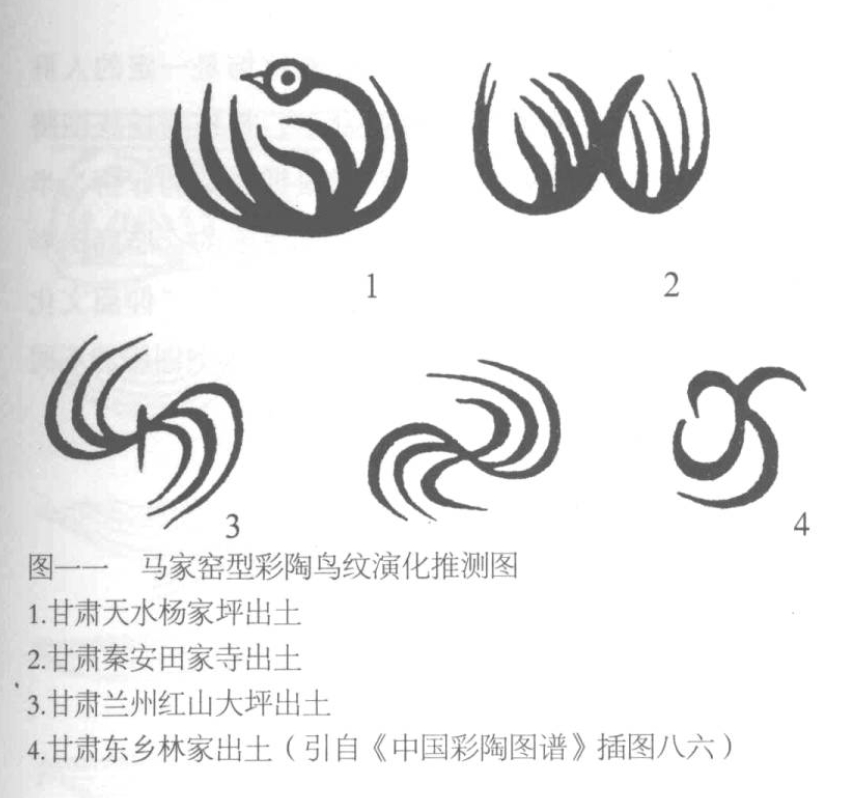 1
2
3
4
图一一 马家窑型彩陶鸟纹演化推测图
1.甘肃天水杨家坪出土
2.甘肃秦安田家寺出土
3.甘肃兰州红山大坪出土
4.甘肃东乡林家出土（引自《中国彩陶图谱》插图八六）